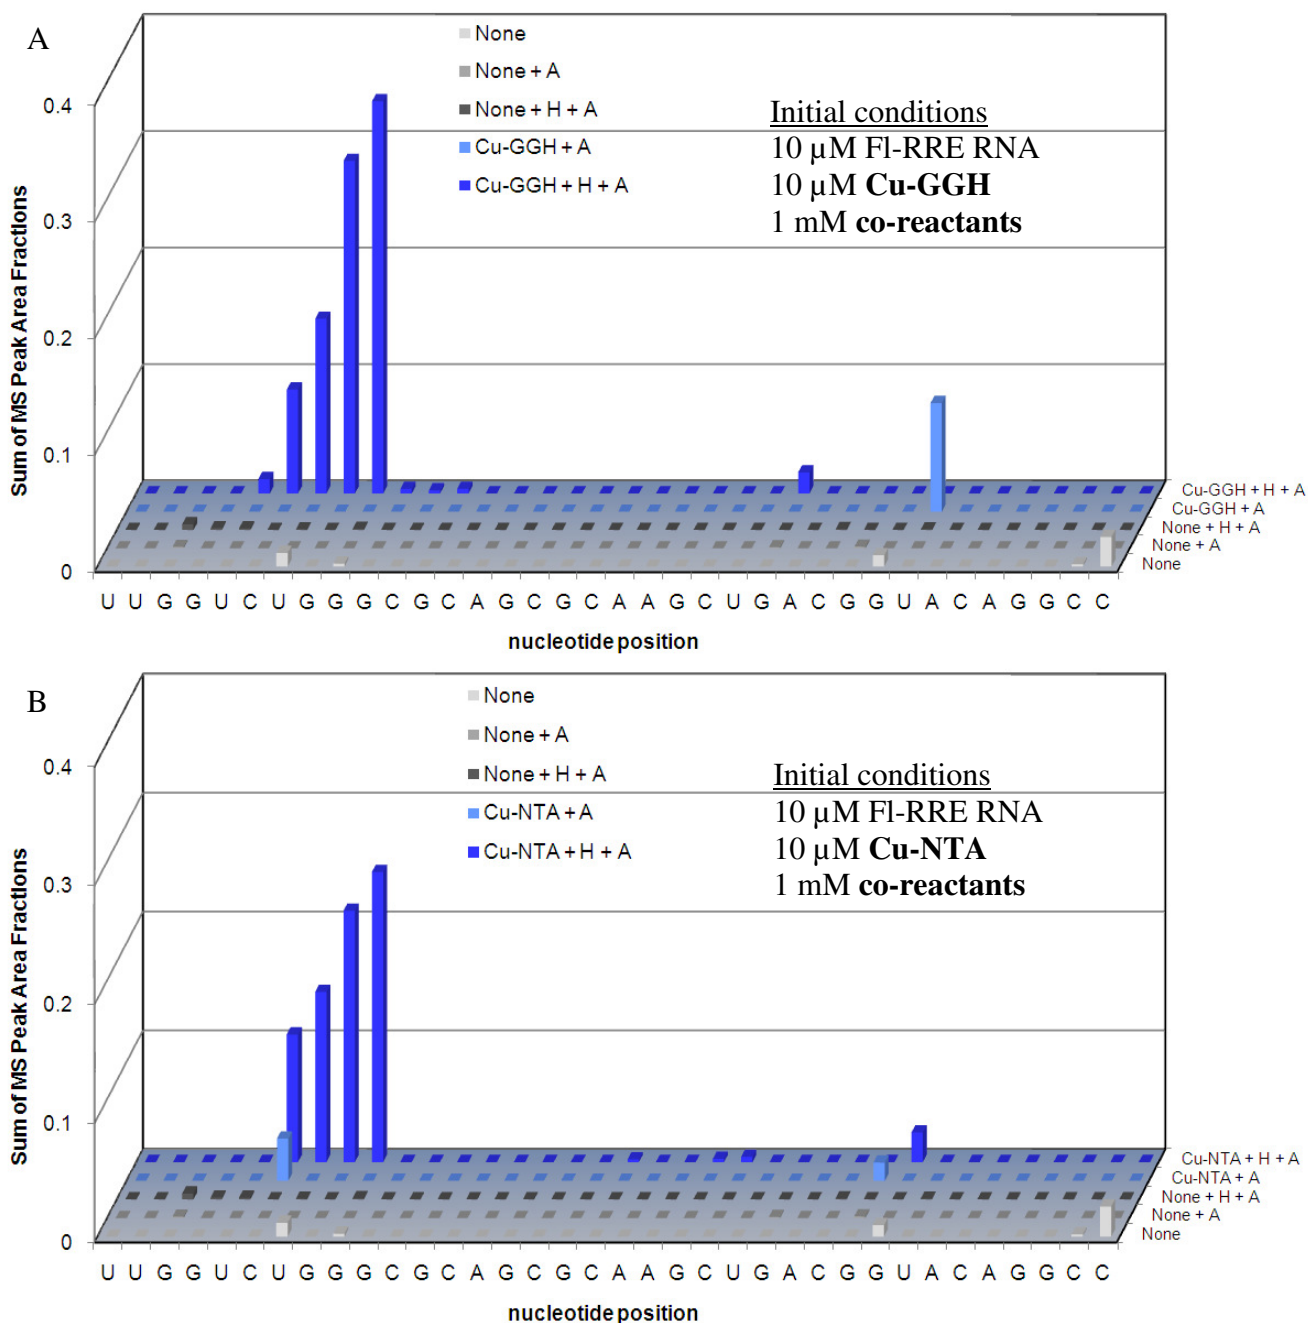 A
None
None + A
None + H + A
Cu-GGH + A
Cu-GGH + H + A
Initial conditions
10 µM Fl-RRE RNA
10 µM Cu-GGH
1 mM co-reactants
Sum of MS Peak Area Fractions
0.4
0.3
0.2
0.1
0
Cu-GGH + H + A
Cu-GGH + A
None + H + A
None + A
None
U U G G U C U G G G C G C A G C G C A A G C U G A C G G U A C A G G C C
nucleotide position
B
None
None + A
None + H + A
Cu-NTA + A
Cu-NTA + H + A
Initial conditions
10 µM Fl-RRE RNA
10 µM Cu-NTA
1 mM co-reactants
Sum of MS Peak Area Fractions
0.4
0.3
0.2
0.1
0
Cu-NTA + H + A
Cu-NTA + A
None + H + A
None + A
None
U U G G U C U G G G C G C A G C G C A A G C U G A C G G U A C A G G C C
nucleotide position